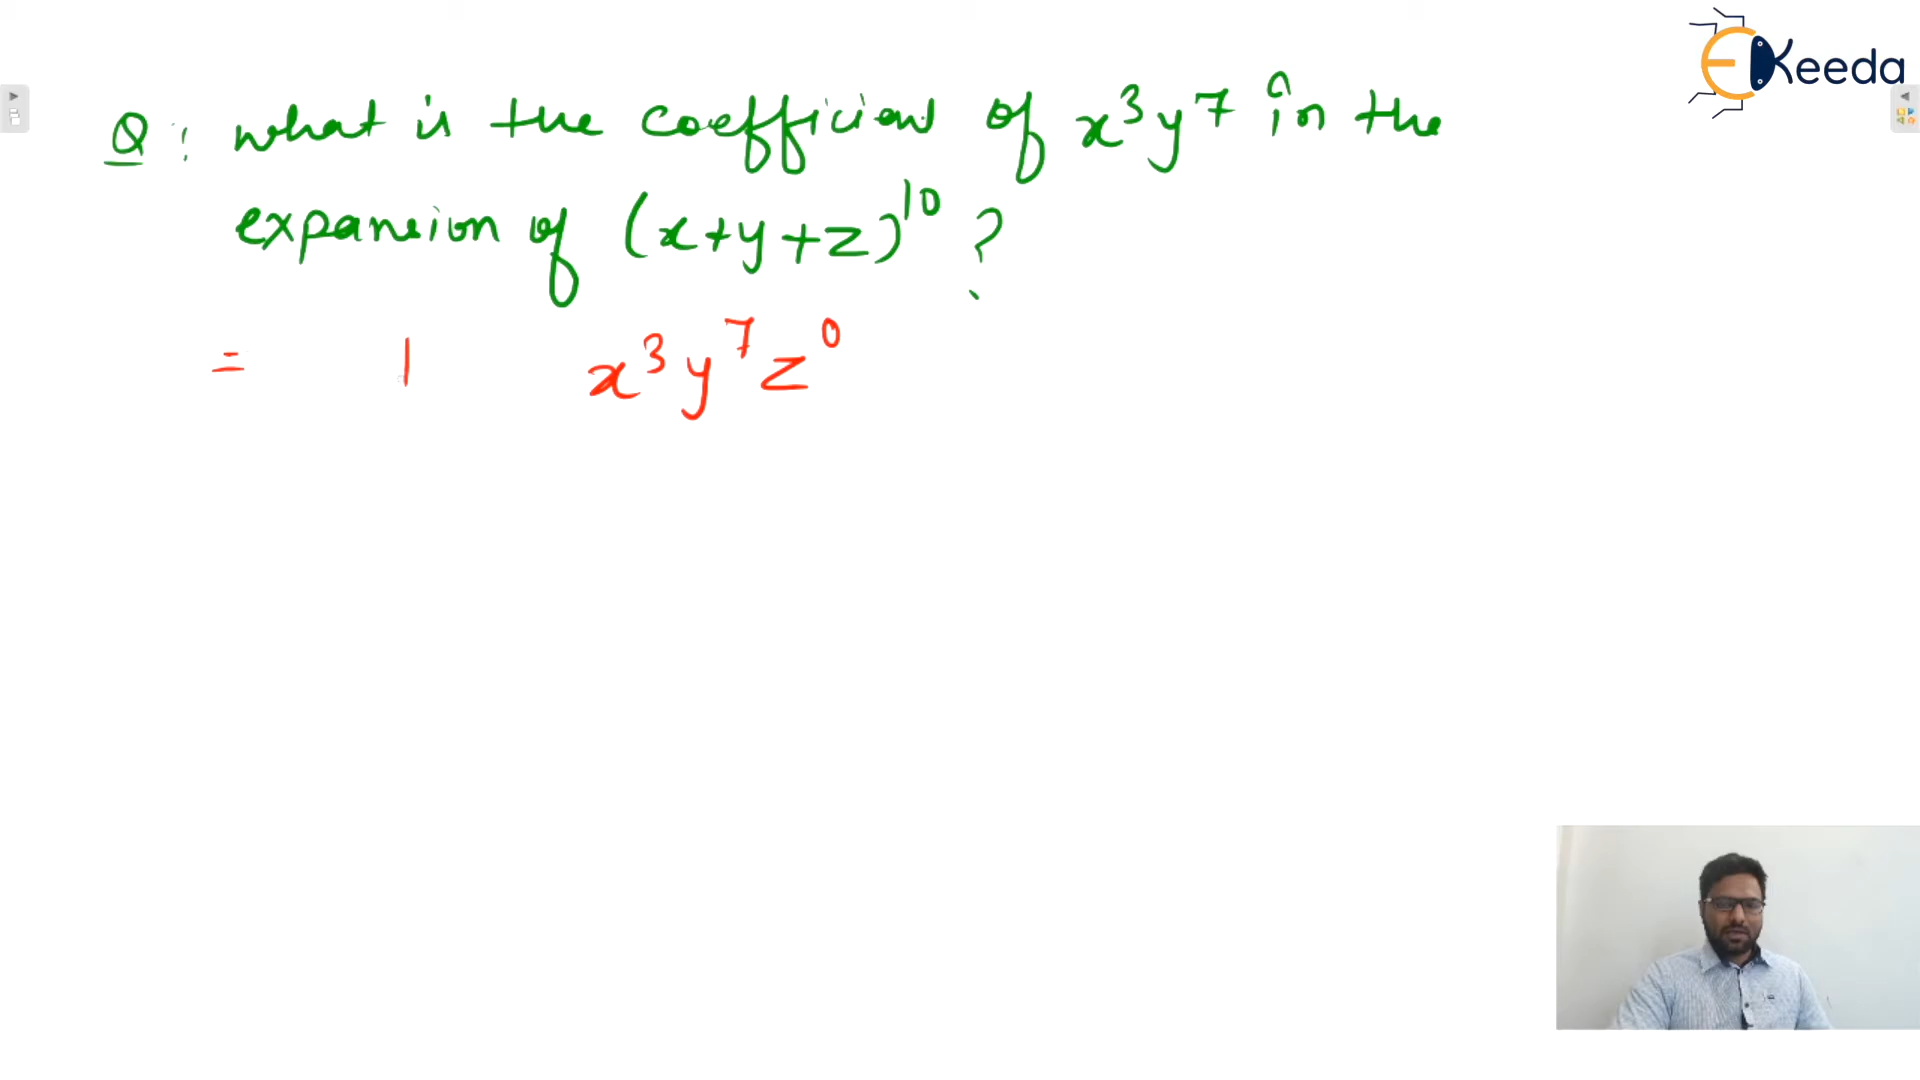 EKeeda
Q: what is the coefficient of x³y⁷ in the
expansion of (x+y+z)¹⁰ ?
= 1 x³y⁷z⁰